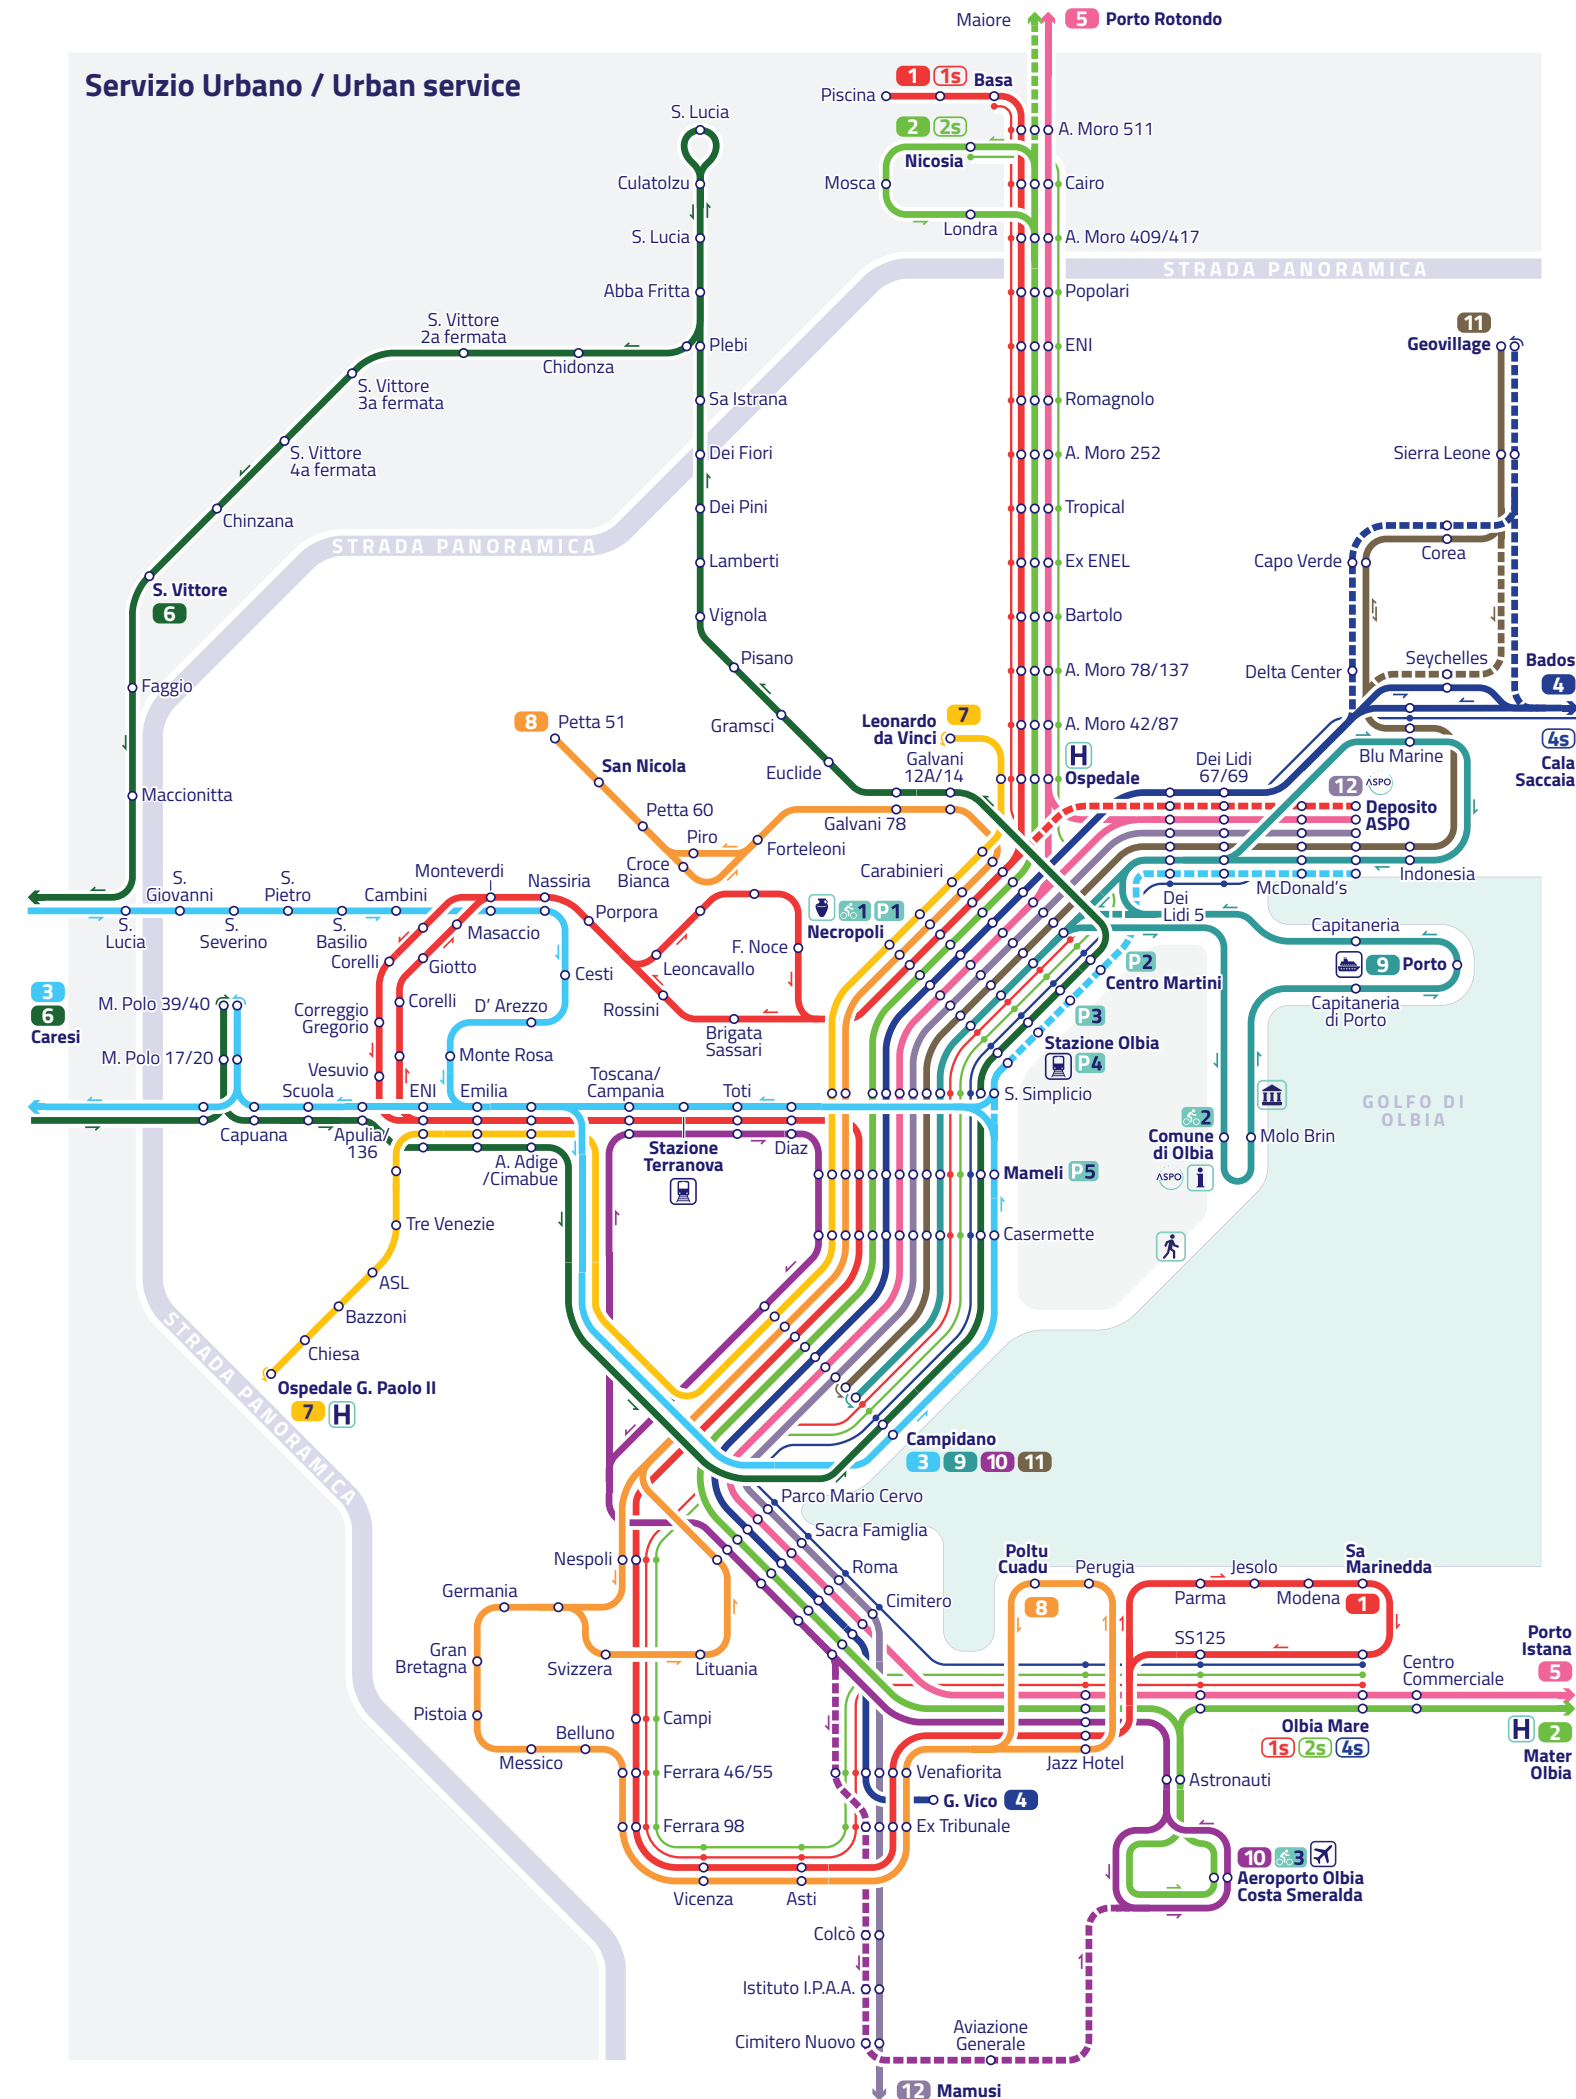 Maiore
5 Porto Rotondo
Servizio Urbano / Urban service
1 1s Basa
Piscina
S. Lucia
2 2s
Nicosia
A. Moro 511
Culatolzu
Mosca
Cairo
Londra
S. Lucia
A. Moro 409/417
STRADA PANORAMICA
Abba Fritta
Popolari
S. Vittore
2a fermata
Chidonza
Plebi
ENI
11
Geovillage
S. Vittore
3a fermata
Sa Istrana
Romagnolo
S. Vittore
4a fermata
Dei Fiori
A. Moro 252
Sierra Leone
Chinzana
Dei Pini
Tropical
STRADA PANORAMICA
Corea
Lamberti
Ex ENEL
Capo Verde
S. Vittore
6
Vignola
Bartolo
Pisano
A. Moro 78/137
Delta Center
Seychelles
Bados
4
Faggio
8 Petta 51
Gramsci
Leonardo
da Vinci
7
A. Moro 42/87
4s
Cala
Saccaia
San Nicola
Euclide
Galvani
12A/14
H
Ospedale
Dei Lidi
67/69
Blu Marine
12 ASPO
Deposito
ASPO
Maccionitta
Petta 60
Piro
Galvani 78
Forteleoni
Croce
Bianca
Carabinieri
McDonald's
Indonesia
Dei
Lidi 5
S.
Giovanni
S.
Pietro
Cambini
Monteverdi
Nassiria
Porpora
S.
Lucia
S.
Severino
S.
Basilio
Masaccio
Corelli
Giotto
1 P1
Necropoli
F. Noce
Leoncavallo
Capitaneria
9 Porto
P2
Centro Martini
Capitaneria
di Porto
Cesti
3
6
Caresi
M. Polo 39/40
Correggio
Gregorio
Corelli
D' Arezzo
Rossini
Brigata
Sassari
P3
Stazione Olbia
P4
M. Polo 17/20
Vesuvio
Monte Rosa
Scuola
ENI
Emilia
Toscana/
Campania
Toti
S. Simplicio
GOLFO DI
OLBIA
Capuana
Apulia/
136
A. Adige
/Cimabue
Stazione
Terranova
Diaz
2
Comune
di Olbia
ASPO i
Molo Brin
Mameli P5
Tre Venezie
Casermette
ASL
Bazzoni
Chiesa
Ospedale G. Paolo II
7 H
STRADA PANORAMICA
Campidano
3 9 10 11
Parco Mario Cervo
Sacra Famiglia
Roma
Cimitero
Nespoli
Germania
Poltu
Cuadu
8
Perugia
Parma
Jesolo
Modena
Sa
Marinedda
1
Gran
Bretagna
Svizzera
Lituania
SS125
Centro
Commerciale
Porto
Istana
5
Pistoia
Campi
Messico
Belluno
Ferrara 46/55
Venafiorita
Jazz Hotel
Olbia Mare
1s 2s 4s
H 2
Mater
Olbia
G. Vico 4
Astronauti
Ferrara 98
Ex Tribunale
10 3
Aeroporto Olbia
Costa Smeralda
Vicenza
Asti
Colcò
Istituto I.P.A.A.
Cimitero Nuovo
Aviazione
Generale
12 Mamusi